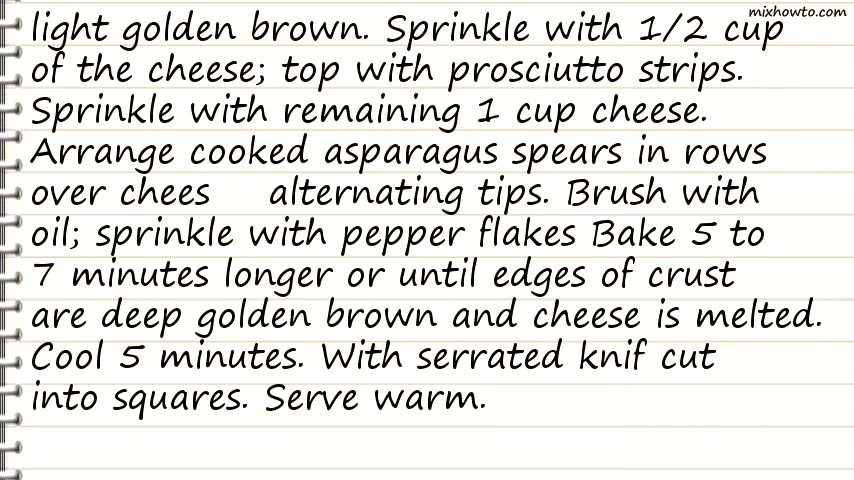 mixhowto.com
light golden brown. Sprinkle with 1/2 cup
of the cheese; top with prosciutto strips.
Sprinkle with remaining 1 cup cheese.
Arrange cooked asparagus spears in rows
over chees alternating tips. Brush with
oil; sprinkle with pepper flakes Bake 5 to
7 minutes longer or until edges of crust
are deep golden brown and cheese is melted.
Cool 5 minutes. With serrated knif cut
into squares. Serve warm.